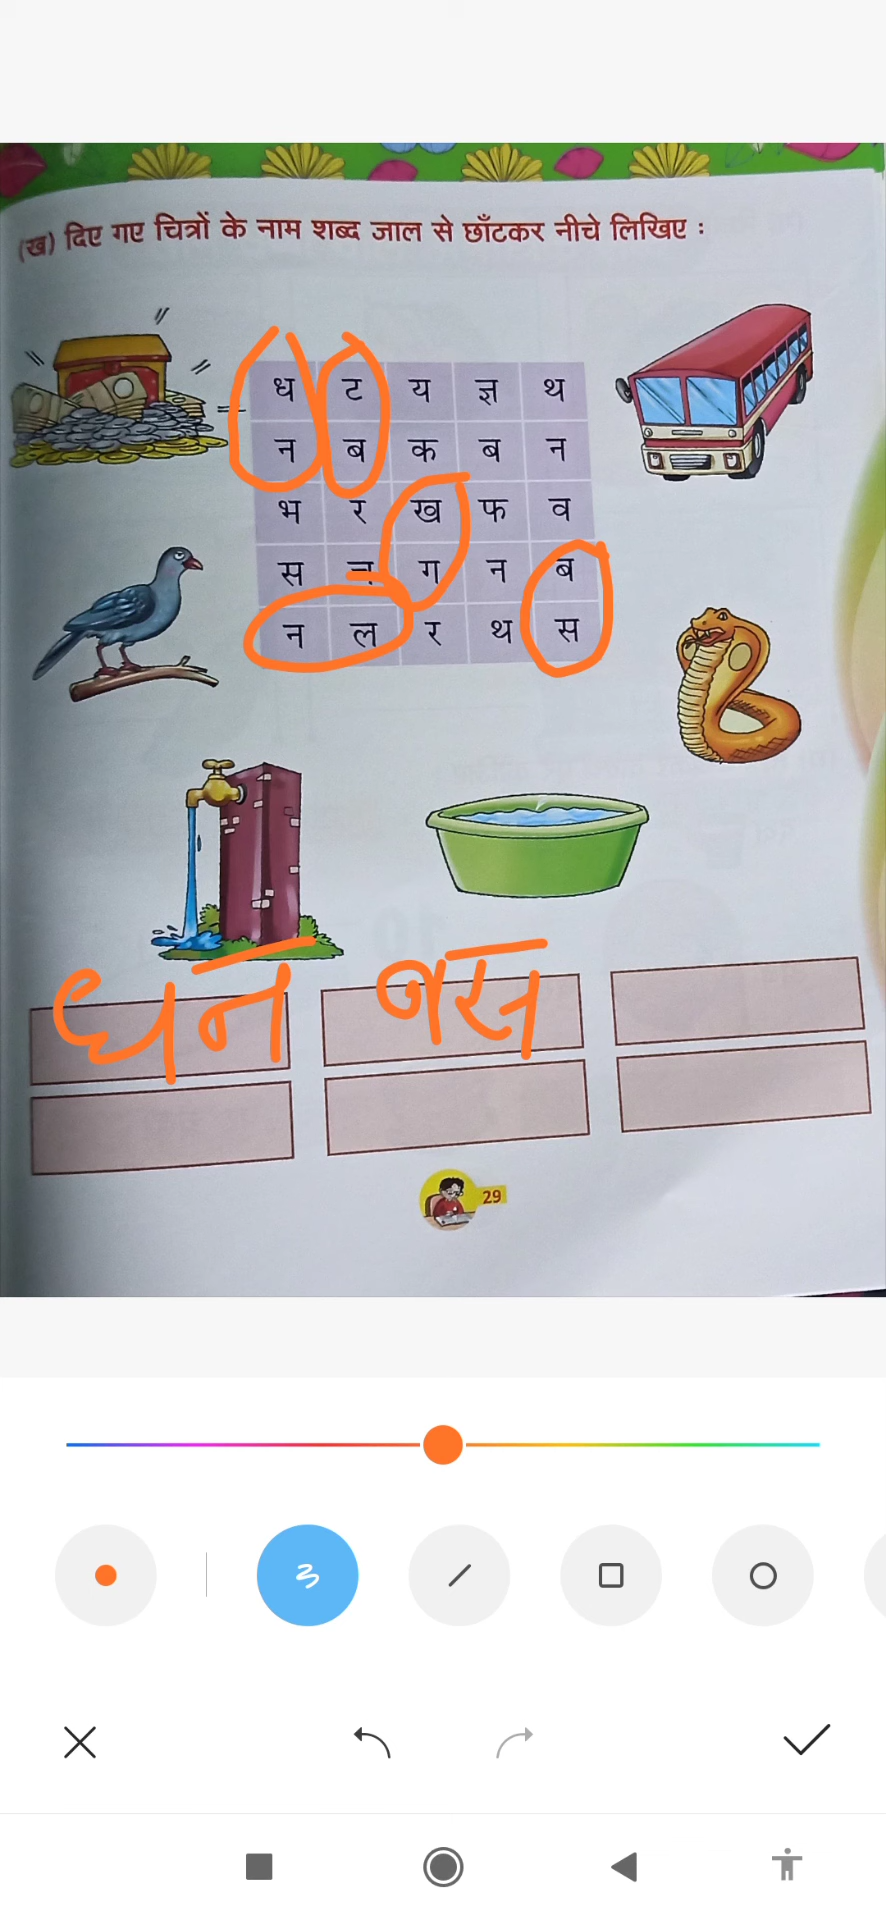 (ख) दिए गए चित्रों के नाम शब्द जाल से छाँटकर नीचे लिखिए :
ध ट य ज्ञ थ
न ब क ब न
भ र ख फ व
स न ग न ब
न ल र थ स
धन बस
29